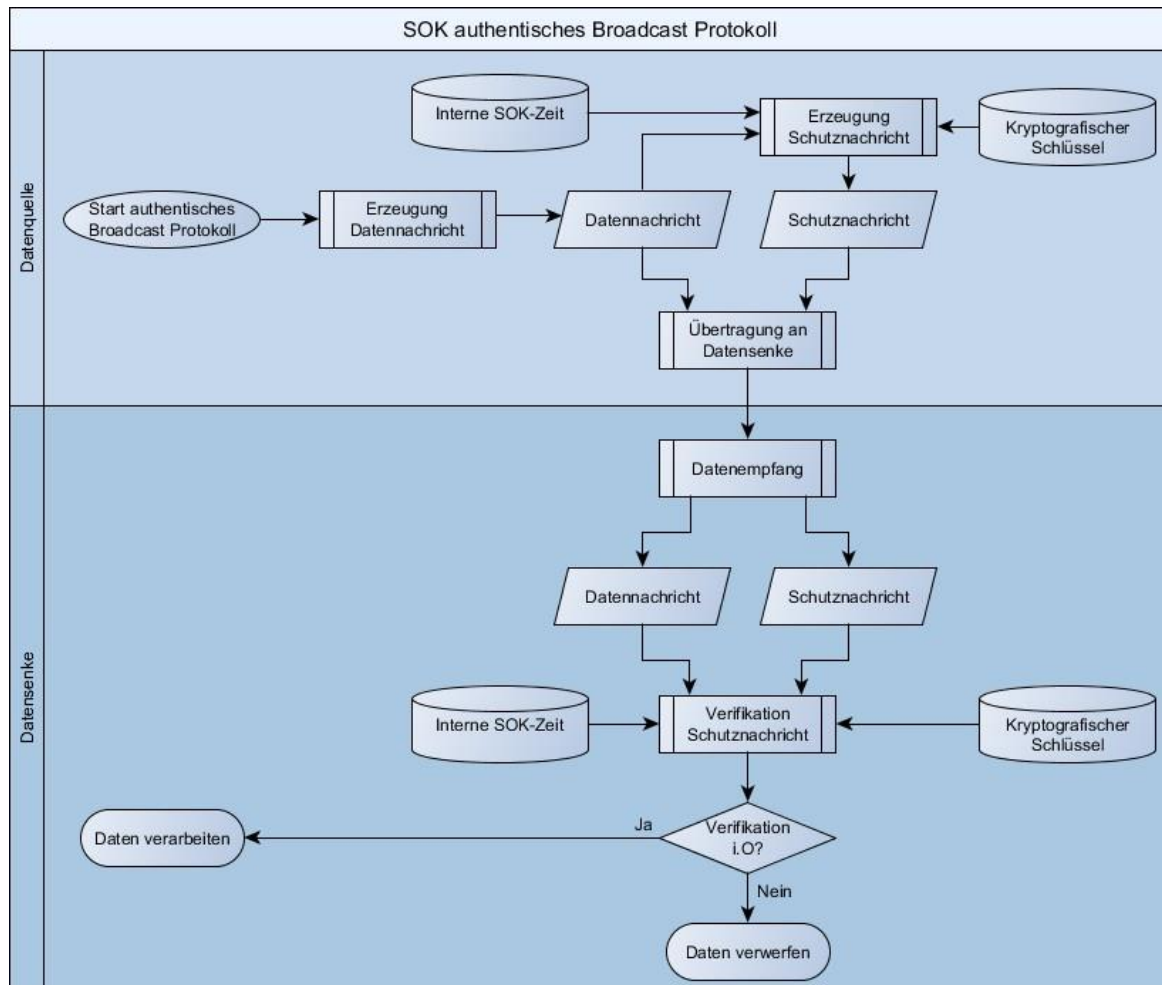 SOK authentisches Broadcast Protokoll
Datenquelle
Interne SOK-Zeit
Erzeugung
Schutznachricht
Kryptografischer
Schlüssel
Start authentisches
Broadcast Protokoll
Erzeugung
Datennachricht
Datennachricht
Schutznachricht
Übertragung an
Datensenke
Datensenke
Datenempfang
Datennachricht
Schutznachricht
Interne SOK-Zeit
Verifikation
Schutznachricht
Kryptografischer
Schlüssel
Daten verarbeiten
Ja
Verifikation
i.O?
Nein
Daten verwerfen